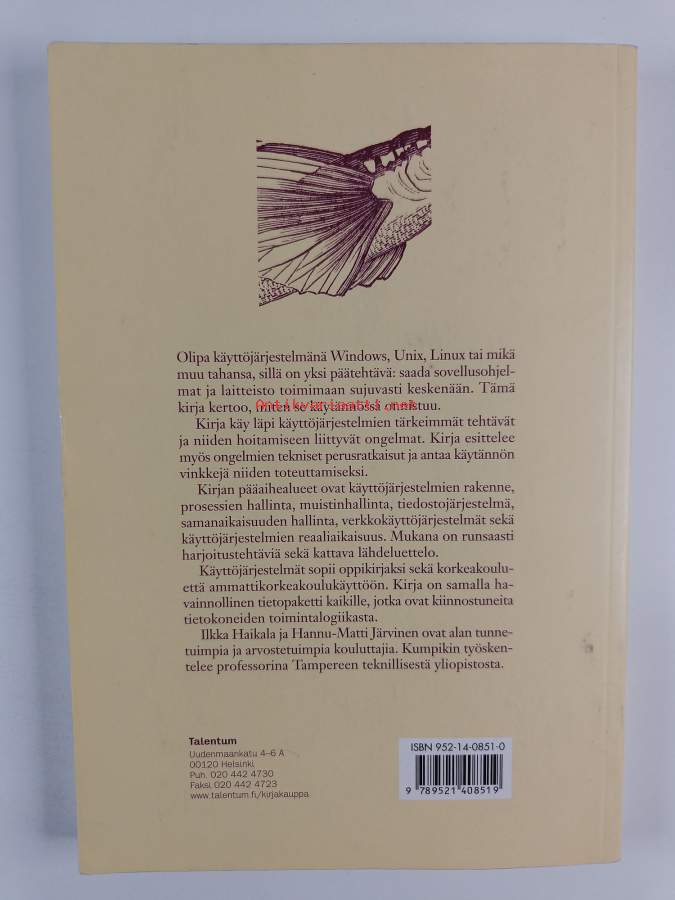 Olipa käyttöjärjestelmänä Windows, Unix, Linux tai mikä
muu tahansa, sillä on yksi päätehtävä: saada sovellusohjel-
mat ja laitteisto toimimaan sujuvasti keskenään. Tämä
kirja kertoo, miten se käytännössä onnistuu.
Antikvariaatti.net
Kirja käy läpi käyttöjärjestelmien tärkeimmät tehtävät
ja niiden hoitamiseen liittyvät ongelmat. Kirja esittelee
myös ongelmien tekniset perusratkaisut ja antaa käytännön
vinkkejä niiden toteuttamiseksi.
Kirjan pääaihealueet ovat käyttöjärjestelmien rakenne,
prosessien hallinta, muistinhallinta, tiedostojärjestelmä,
samanaikaisuuden hallinta, verkkokäyttöjärjestelmät sekä
käyttöjärjestelmien reaaliaikaisuus. Mukana on runsaasti
harjoitustehtäviä sekä kattava lähdeluettelo.
Käyttöjärjestelmät sopii oppikirjaksi sekä korkeakoulu-
että ammattikorkeakoulukäyttöön. Kirja on samalla ha-
vainnollinen tietopaketti kaikille, jotka ovat kiinnostuneita
tietokoneiden toimintalogiikasta.
Ilkka Haikala ja Hannu-Matti Järvinen ovat alan tunne-
tuimpia ja arvostetuimpia kouluttajia. Kumpikin työsken-
telee professorina Tampereen teknillisestä yliopistosta.
Talentum
Uudenmaankatu 4–6 A
00120 Helsinki
Puh. 020 442 4730
Faksi 020 442 4723
www.talentum.fi/kirjakauppa
ISBN 952-14-0851-0
9 789521 408519